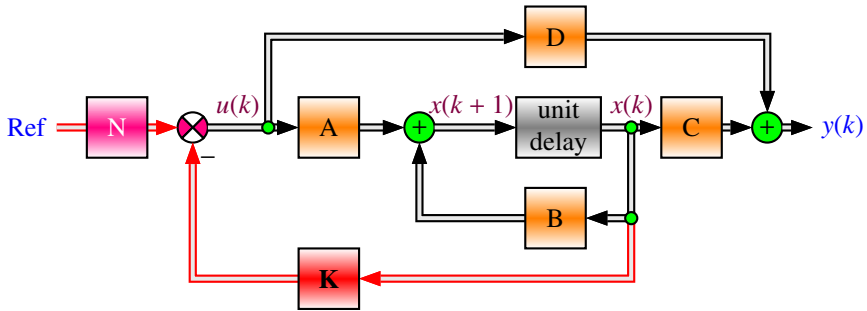 D
Ref
N
u(k)
A
+
x(k + 1)
unit
delay
x(k)
C
+
y(k)
−
B
K